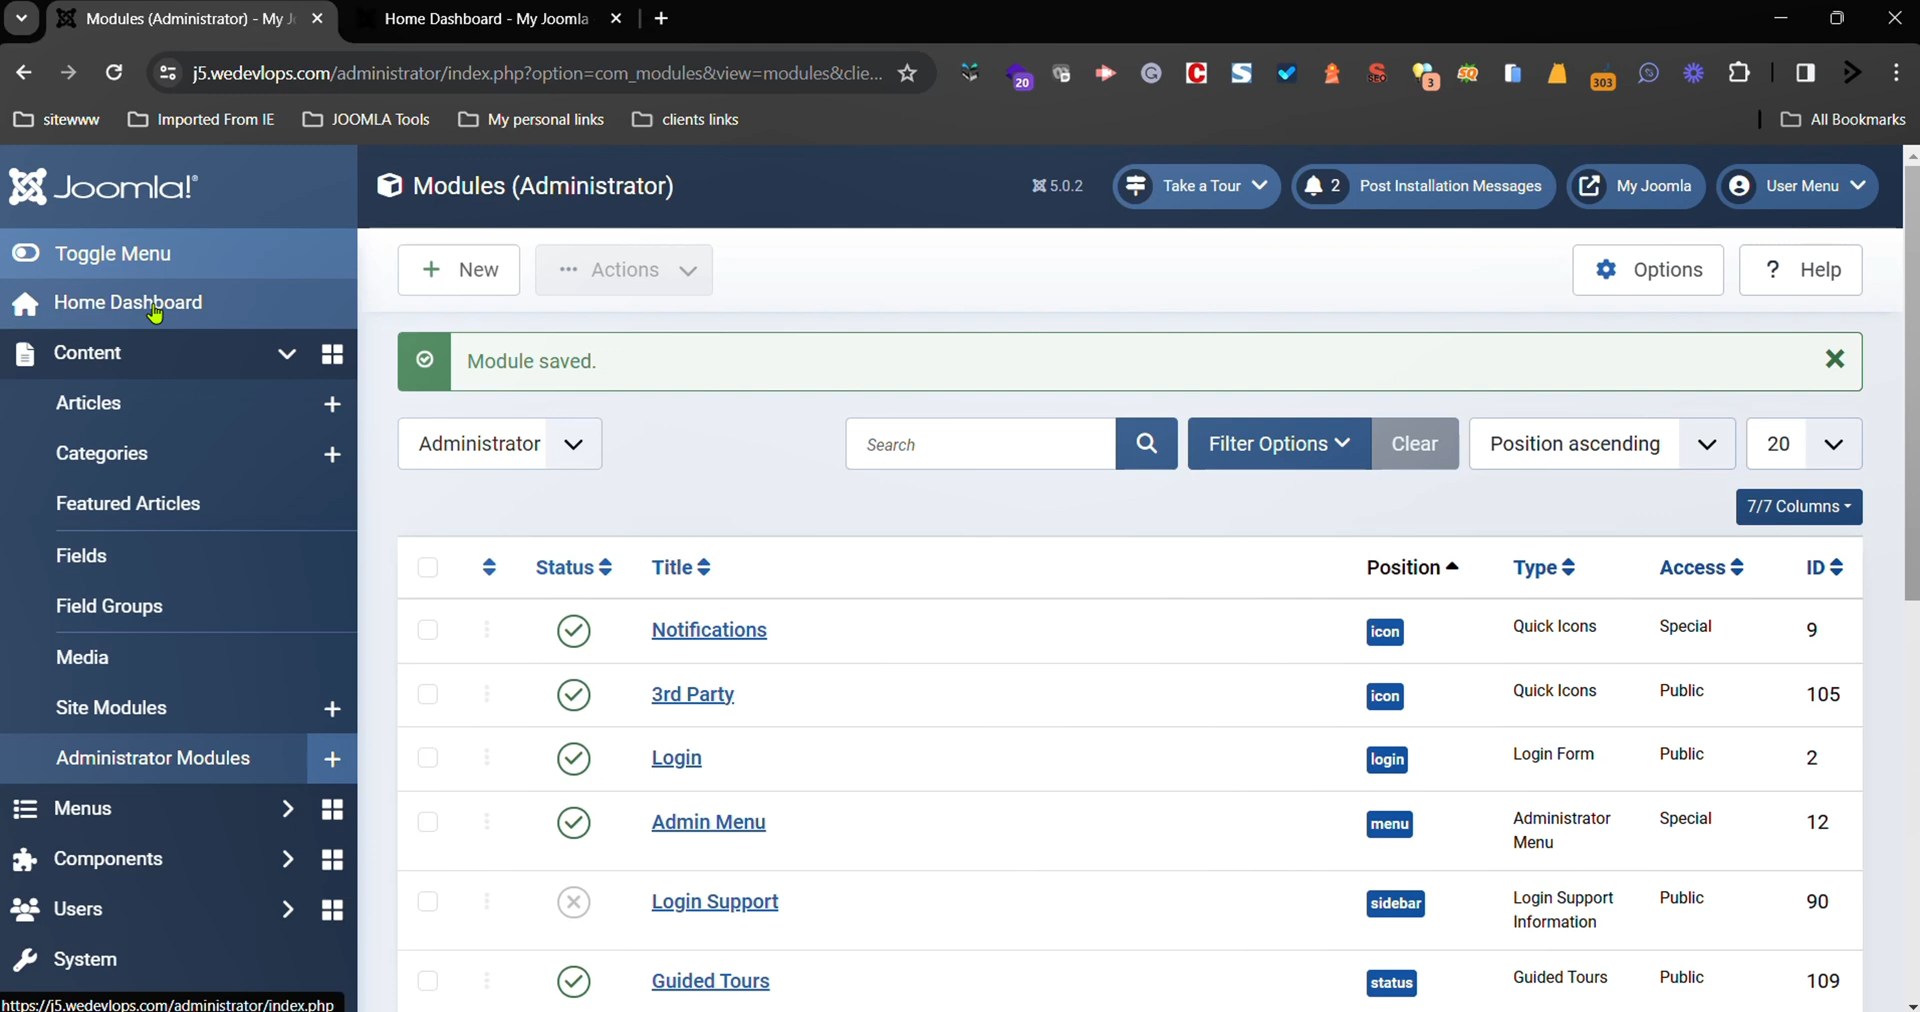 Modules (Administrator) - My J
Home Dashboard - My Joomla
j5.wedevlops.com/administrator/index.php?option=com_modules&view=modules&clie...
20
3
303
sitewww
Imported From IE
JOOMLA Tools
My personal links
clients links
All Bookmarks
Joomla!®
Modules (Administrator)
5.0.2
Take a Tour
2 Post Installation Messages
My Joomla
User Menu
Toggle Menu
Home Dashboard
Content
Articles
Categories
Featured Articles
Fields
Field Groups
Media
Site Modules
Administrator Modules
Menus
Components
Users
System
https://j5.wedevlops.com/administrator/index.php
New
Actions
Options
? Help
Module saved.
Administrator
Search
Filter Options
Clear
Position ascending
20
7/7 Columns
Status Title Position Type Access ID
Notifications icon Quick Icons Special 9
3rd Party icon Quick Icons Public 105
Login login Login Form Public 2
Admin Menu menu Administrator Menu Special 12
Login Support sidebar Login Support Information Public 90
Guided Tours status Guided Tours Public 109